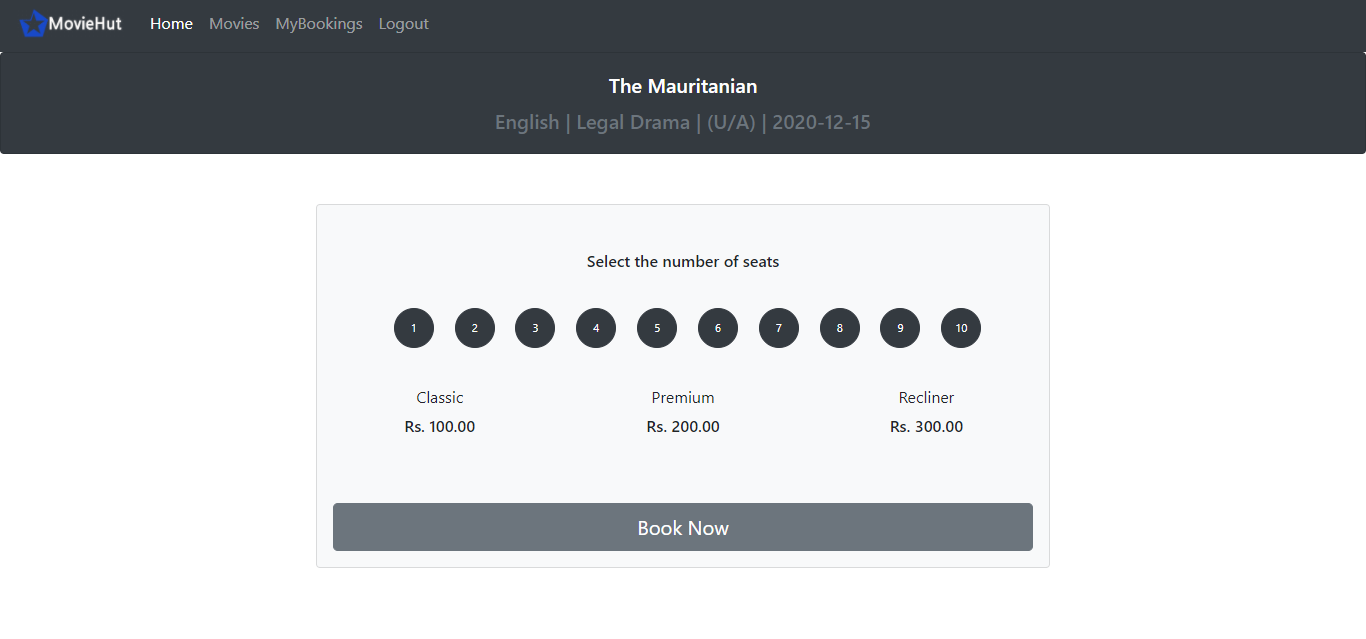 MovieHut Home Movies MyBookings Logout
The Mauritanian
English | Legal Drama | (U/A) | 2020-12-15
Select the number of seats
1 2 3 4 5 6 7 8 9 10
Classic Premium Recliner
Rs. 100.00 Rs. 200.00 Rs. 300.00
Book Now